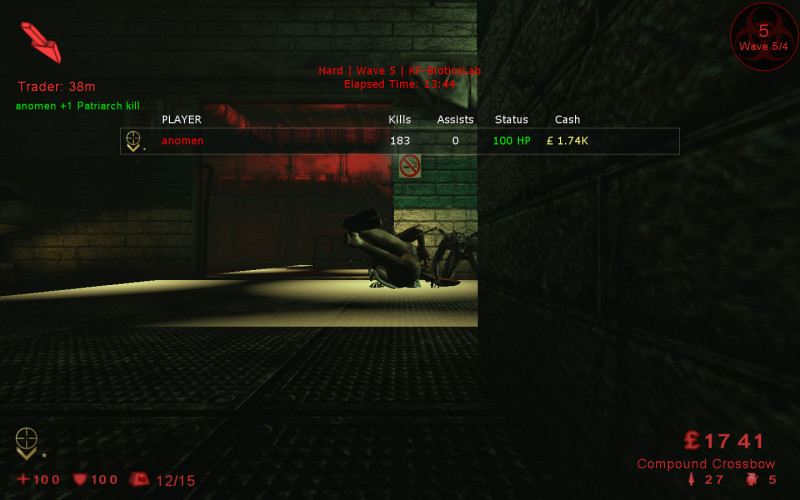 5
Wave 5/4
Hard | Wave 5 | KF-BioticsLab
Elapsed Time: 13:44
Trader: 38m
anomen +1 Patriarch kill
PLAYER Kills Assists Status Cash
anomen 183 0 100 HP £ 1.74K
£ 1741
Compound Crossbow
100 100 12/15 27 5